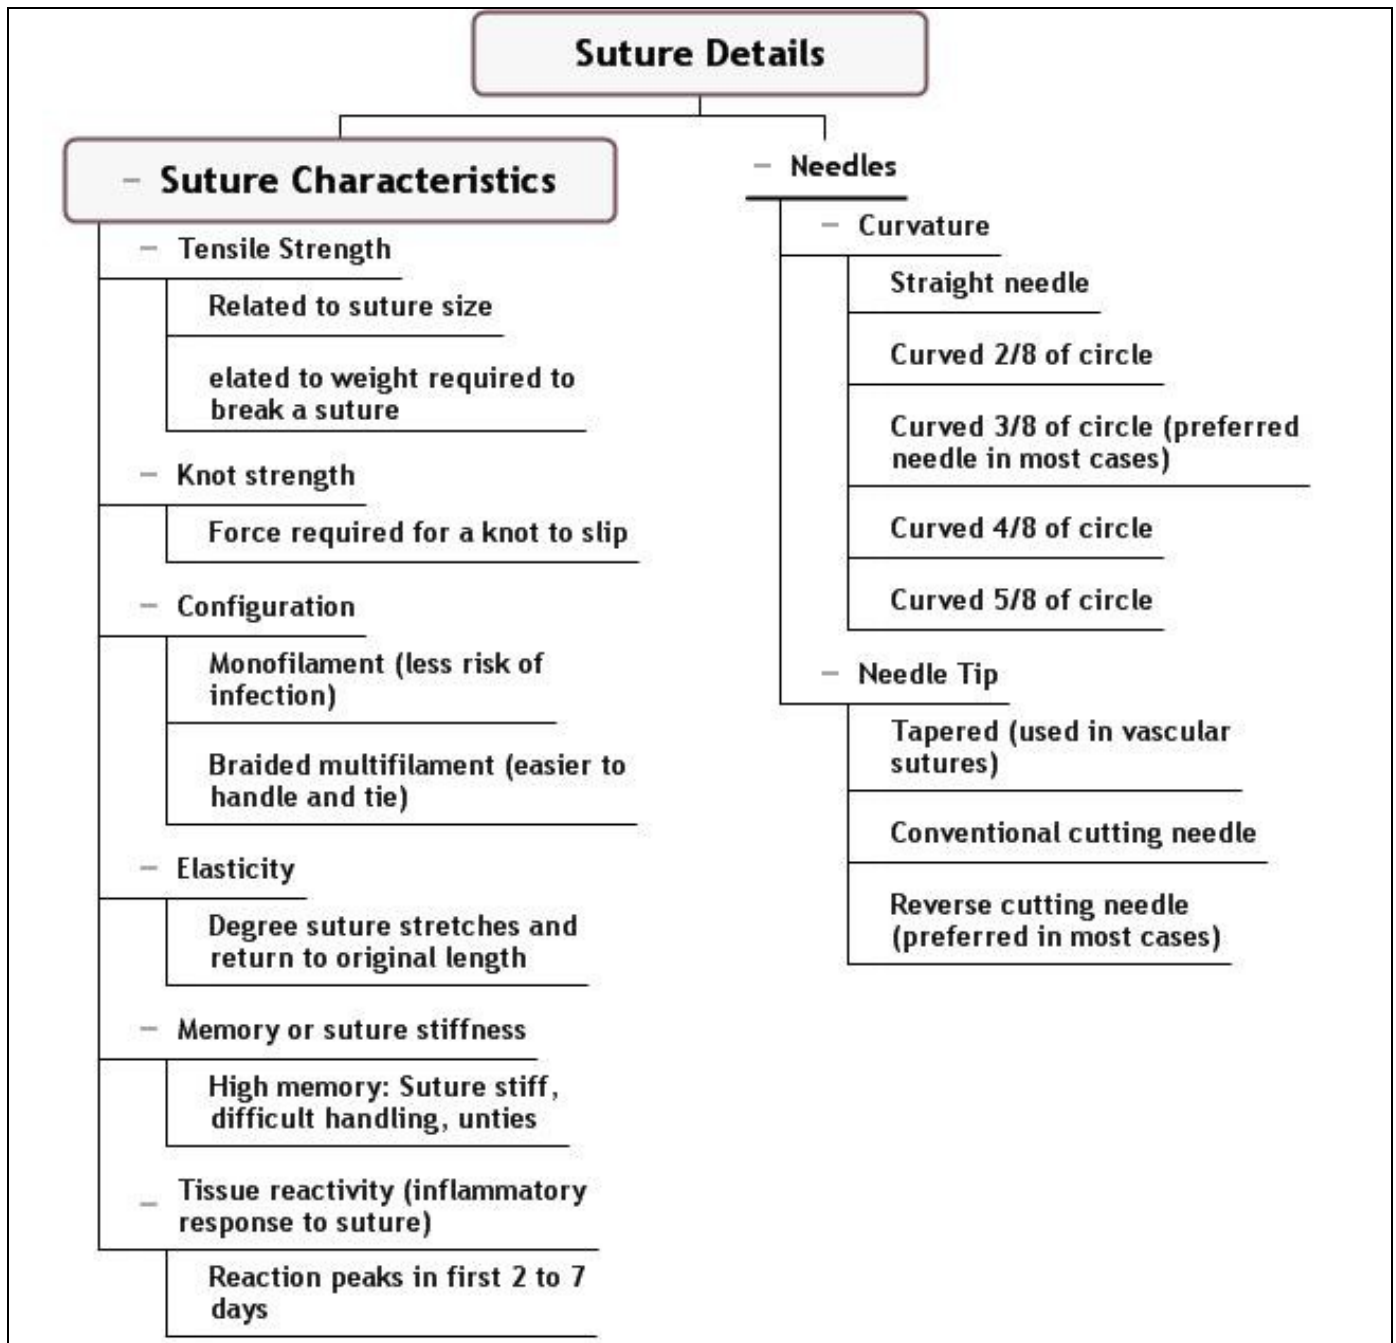 Suture Details
– Suture Characteristics
– Tensile Strength
Related to suture size
elated to weight required to
break a suture
– Knot strength
Force required for a knot to slip
– Configuration
Monofilament (less risk of
infection)
Braided multifilament (easier to
handle and tie)
– Elasticity
Degree suture stretches and
return to original length
– Memory or suture stiffness
High memory: Suture stiff,
difficult handling, unties
– Tissue reactivity (inflammatory
response to suture)
Reaction peaks in first 2 to 7
days
– Needles
– Curvature
Straight needle
Curved 2/8 of circle
Curved 3/8 of circle (preferred
needle in most cases)
Curved 4/8 of circle
Curved 5/8 of circle
– Needle Tip
Tapered (used in vascular
sutures)
Conventional cutting needle
Reverse cutting needle
(preferred in most cases)